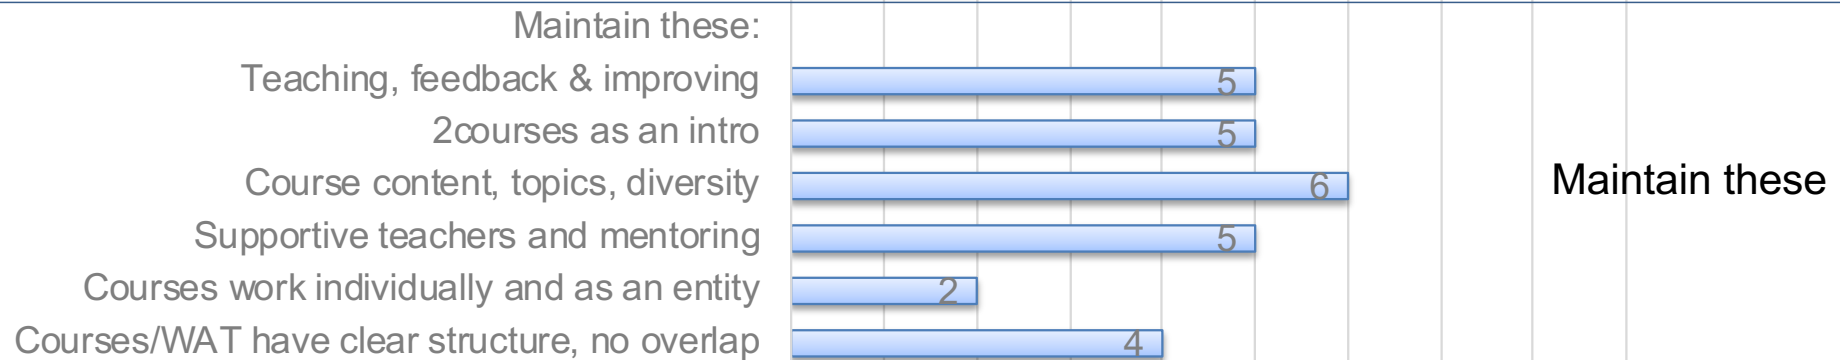 Maintain these:
Teaching, feedback & improving 5
2courses as an intro 5
Course content, topics, diversity 6
Maintain these
Supportive teachers and mentoring 5
Courses work individually and as an entity 2
Courses/WAT have clear structure, no overlap 4